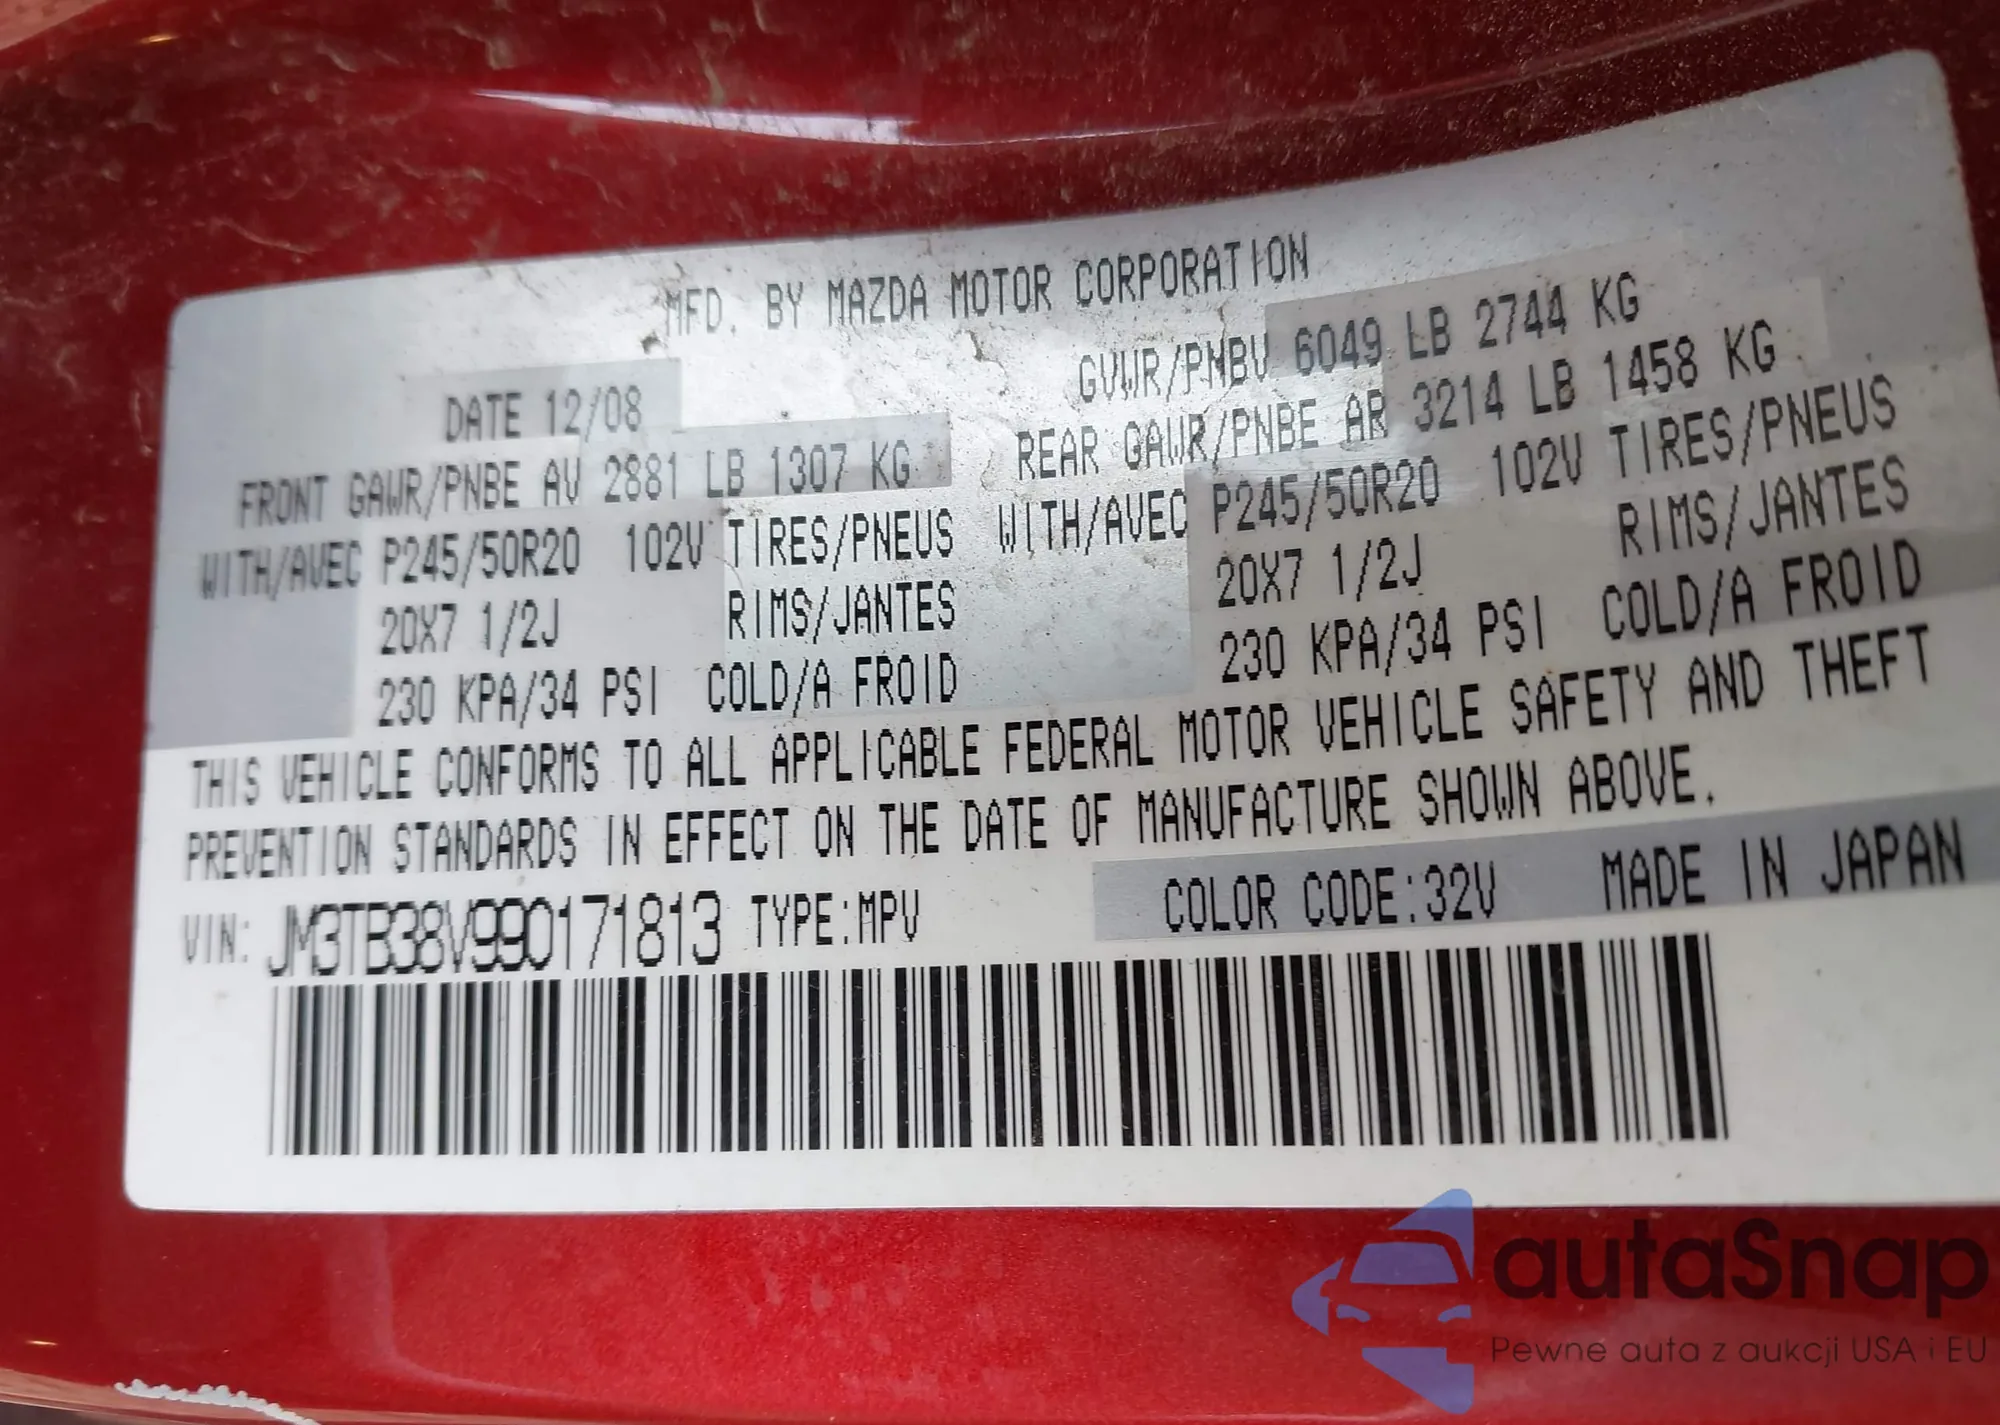 MFD. BY MAZDA MOTOR CORPORATION
DATE 12/08 GVWR/PNBV 6049 LB 2744 KG
FRONT GAWR/PNBE AV 2881 LB 1307 KG REAR GAWR/PNBE AR 3214 LB 1458 KG
WITH/AVEC P245/50R20 102V TIRES/PNEUS WITH/AVEC P245/50R20 102V TIRES/PNEUS
20X7 1/2J RIMS/JANTES 20X7 1/2J RIMS/JANTES
230 KPA/34 PSI COLD/A FROID 230 KPA/34 PSI COLD/A FROID
THIS VEHICLE CONFORMS TO ALL APPLICABLE FEDERAL MOTOR VEHICLE SAFETY AND THEFT
PREVENTION STANDARDS IN EFFECT ON THE DATE OF MANUFACTURE SHOWN ABOVE.
VIN: JM3TB38V990171813 TYPE:MPV COLOR CODE:32V MADE IN JAPAN
autaSnap
Pewne auta z aukcji USA i EU